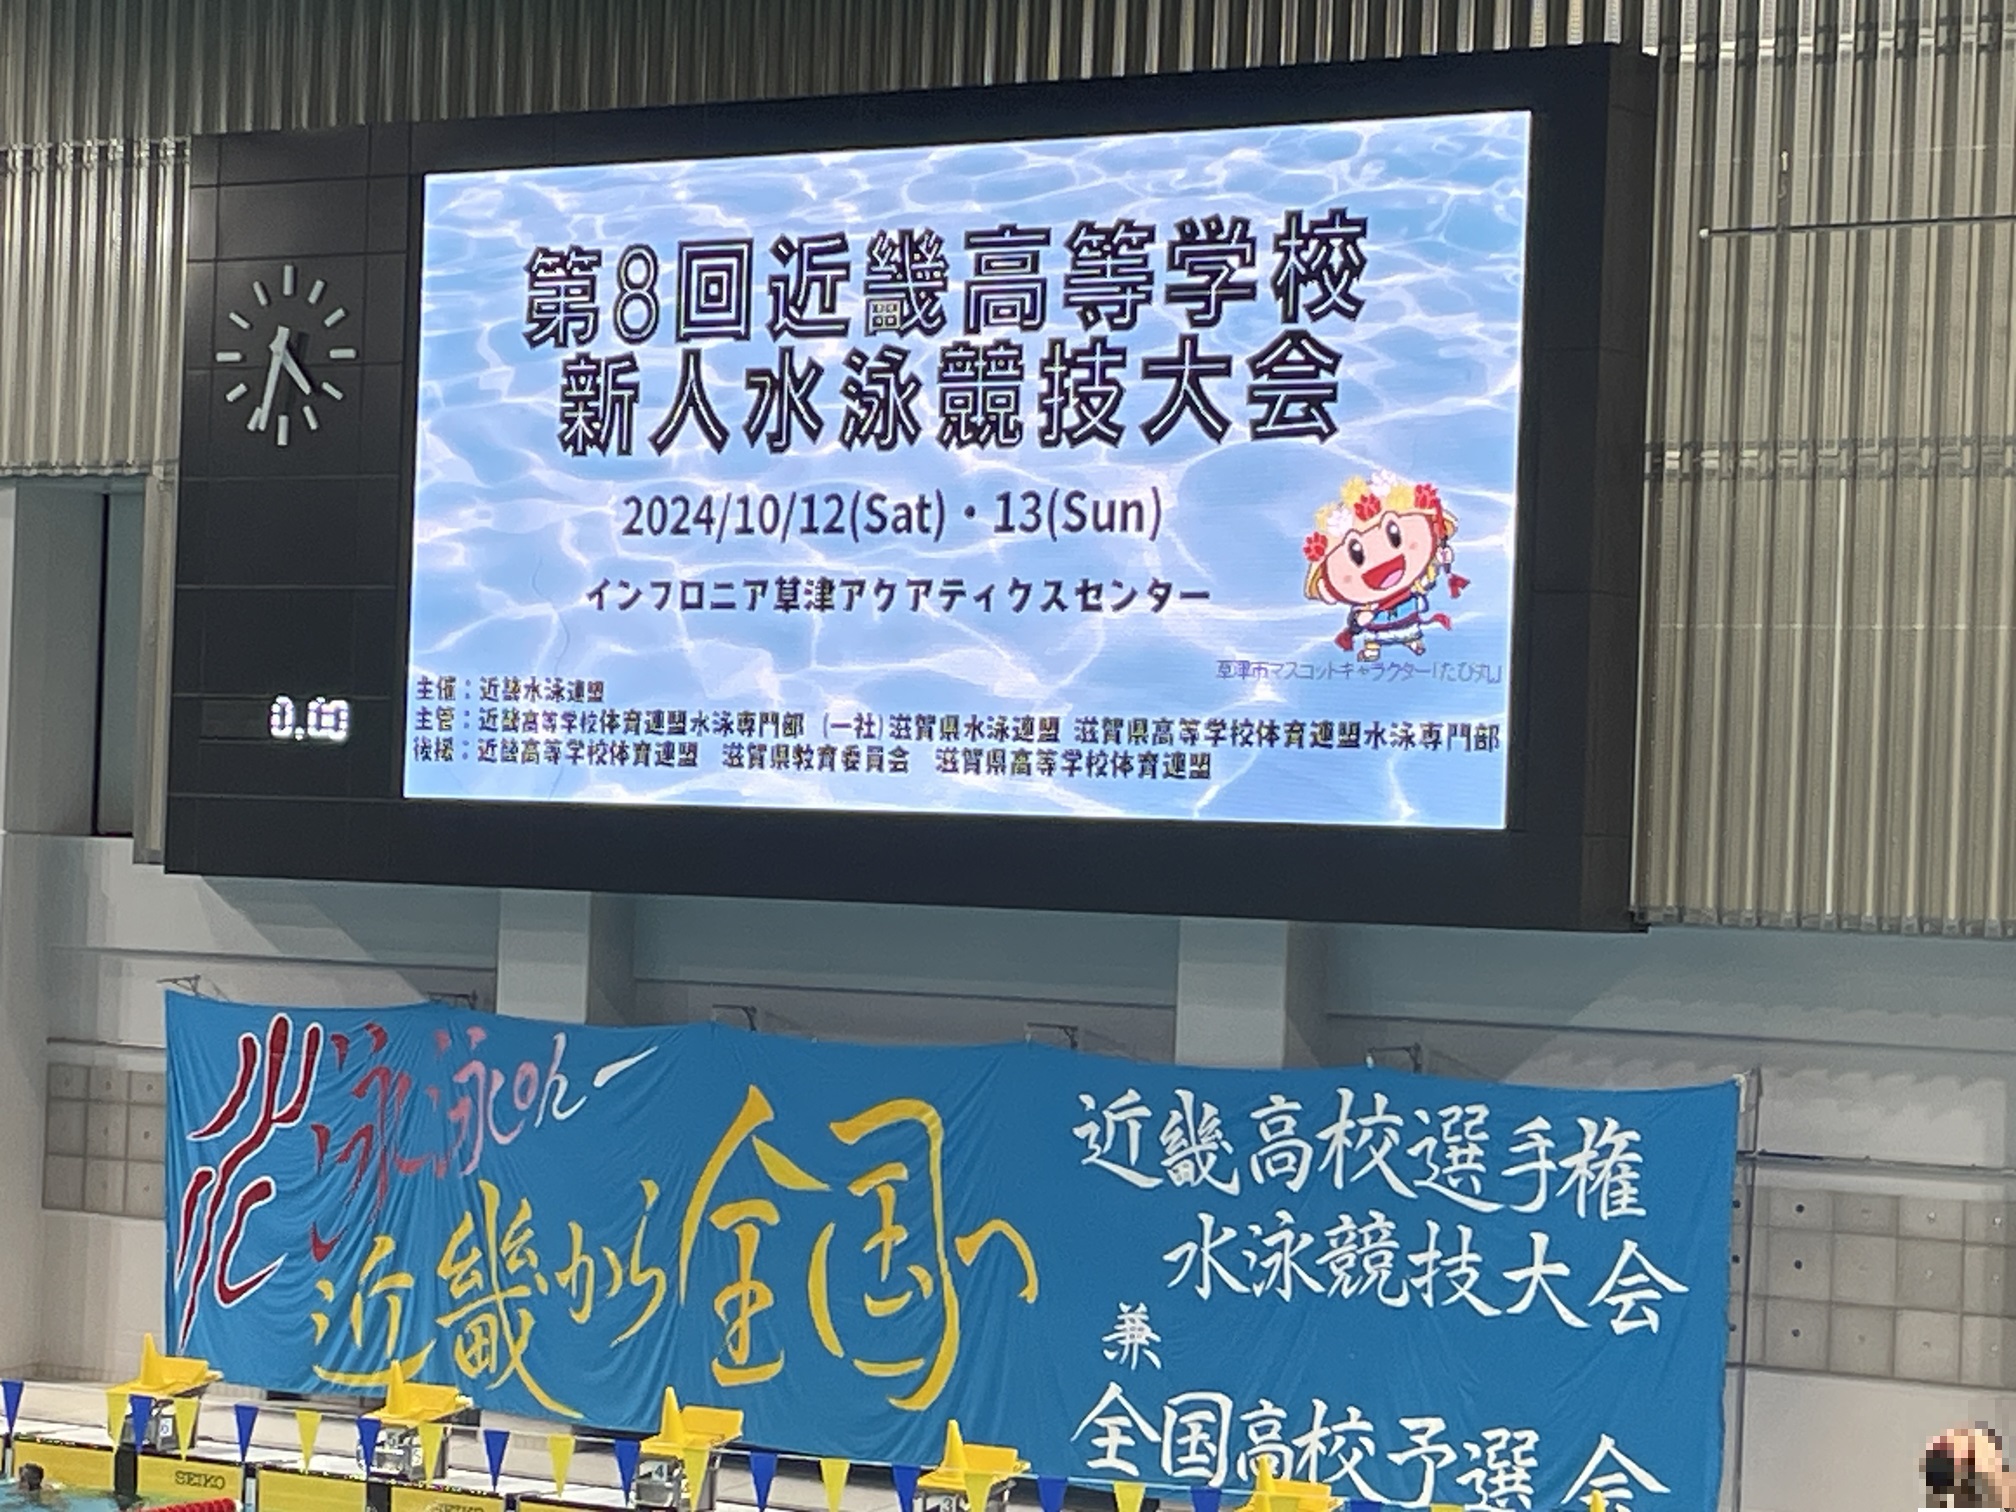 第8回近畿高等学校
新人水泳競技大会
2024/10/12(Sat)・13(Sun)
インフロニア草津アクアティクスセンター
草津市マスコットキャラクター「たび丸」
主催：近畿水泳連盟
主管：近畿高等学校体育連盟水泳専門部 (一社)滋賀県水泳連盟 滋賀県高等学校体育連盟水泳専門部
後援：近畿高等学校体育連盟 滋賀県教育委員会 滋賀県高等学校体育連盟
0.00
近畿から全国へ
近畿高校選手権
水泳競技大会
兼
全国高校予選会
SEIKO
SEIKO
4
3